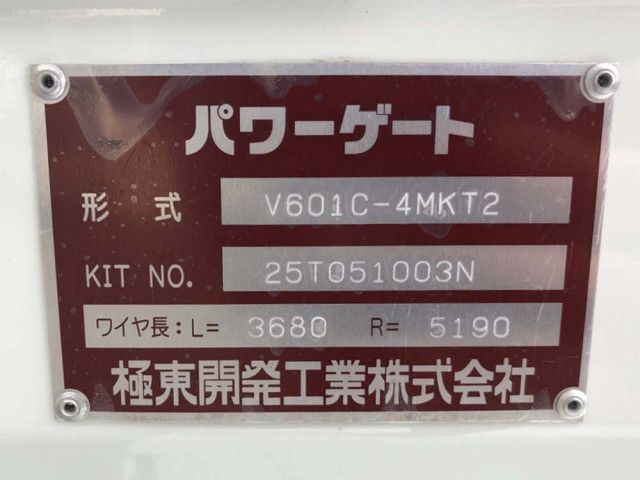 パワーゲート
形 式 V601C-4MKT2
KIT NO. 25T051003N
ワイヤ長:L= 3680 R= 5190
極東開発工業株式会社